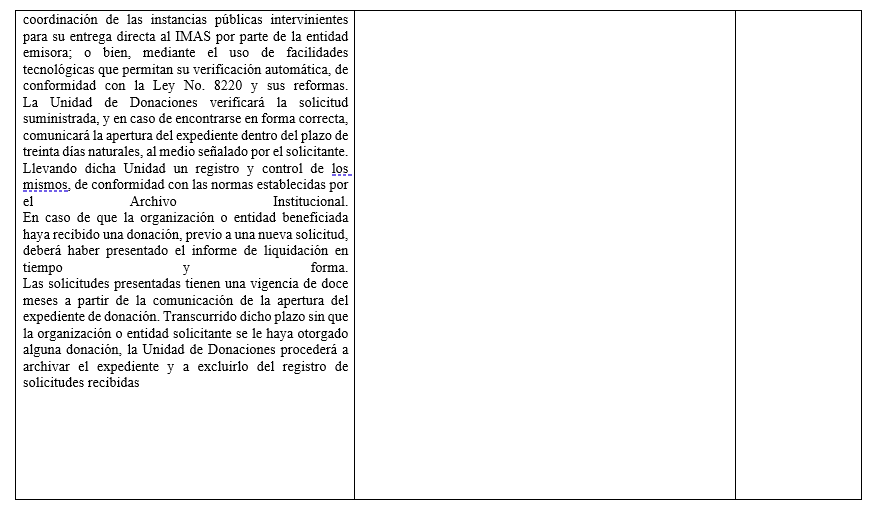 coordinación de las instancias públicas intervinientes
para su entrega directa al IMAS por parte de la entidad
emisora; o bien, mediante el uso de facilidades
tecnológicas que permitan su verificación automática, de
conformidad con la Ley No. 8220 y sus reformas.
La Unidad de Donaciones verificará la solicitud
suministrada, y en caso de encontrarse en forma correcta,
comunicará la apertura del expediente dentro del plazo de
treinta días naturales, al medio señalado por el solicitante.
Llevando dicha Unidad un registro y control de los
mismos, de conformidad con las normas establecidas por
el Archivo Institucional.
En caso de que la organización o entidad beneficiada
haya recibido una donación, previo a una nueva solicitud,
deberá haber presentado el informe de liquidación en
tiempo y forma.
Las solicitudes presentadas tienen una vigencia de doce
meses a partir de la comunicación de la apertura del
expediente de donación. Transcurrido dicho plazo sin que
la organización o entidad solicitante se le haya otorgado
alguna donación, la Unidad de Donaciones procederá a
archivar el expediente y a excluirlo del registro de
solicitudes recibidas